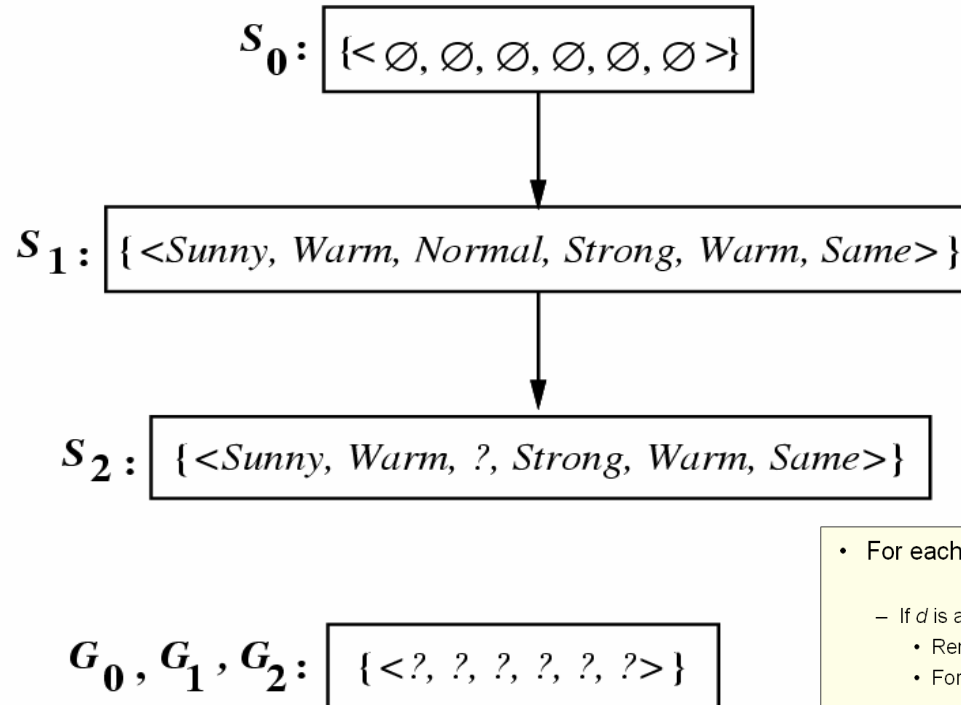 S0: {<∅, ∅, ∅, ∅, ∅, ∅>}
S1: {<Sunny, Warm, Normal, Strong, Warm, Same>}
S2: {<Sunny, Warm, ?, Strong, Warm, Same>}
• For each
– If d is a
•
• For
G0, G1, G2: {<?, ?, ?, ?, ?, ?>}